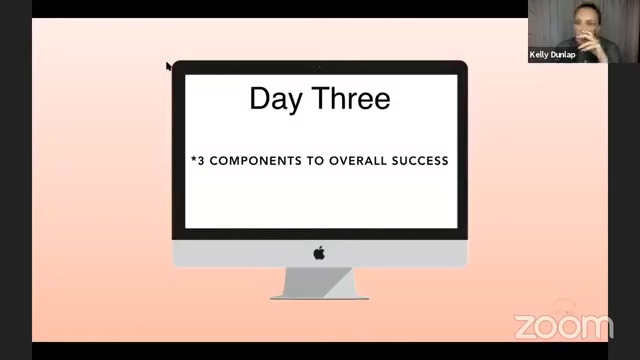 Kelly Dunlap
Day Three
*3 COMPONENTS TO OVERALL SUCCESS
zoom